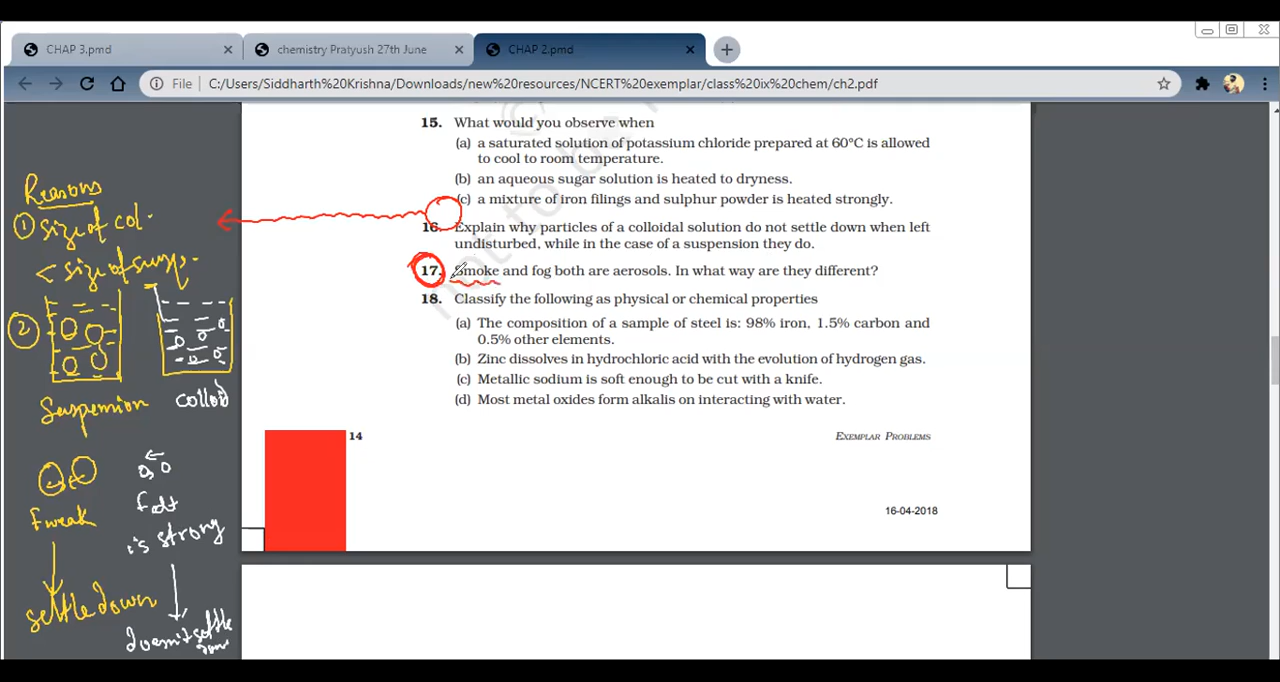 CHAP 3.pmd
chemistry Pratyush 27th June
CHAP 2.pmd
File
C:/Users/Siddharth%20Krishna/Downloads/new%20resources/NCERT%20exemplar/class%20ix%20chem/ch2.pdf
15. What would you observe when
(a) a saturated solution of potassium chloride prepared at 60°C is allowed
to cool to room temperature.
(b) an aqueous sugar solution is heated to dryness.
(c) a mixture of iron filings and sulphur powder is heated strongly.
16. Explain why particles of a colloidal solution do not settle down when left
undisturbed, while in the case of a suspension they do.
17. Smoke and fog both are aerosols. In what way are they different?
18. Classify the following as physical or chemical properties
(a) The composition of a sample of steel is: 98% iron, 1.5% carbon and
0.5% other elements.
(b) Zinc dissolves in hydrochloric acid with the evolution of hydrogen gas.
(c) Metallic sodium is soft enough to be cut with a knife.
(d) Most metal oxides form alkalis on interacting with water.
14
EXEMPLAR PROBLEMS
16-04-2018
not to be
Reasons
① size of col.
< size of susp.
②
Suspension
colloid
F weak
is strong
settle down